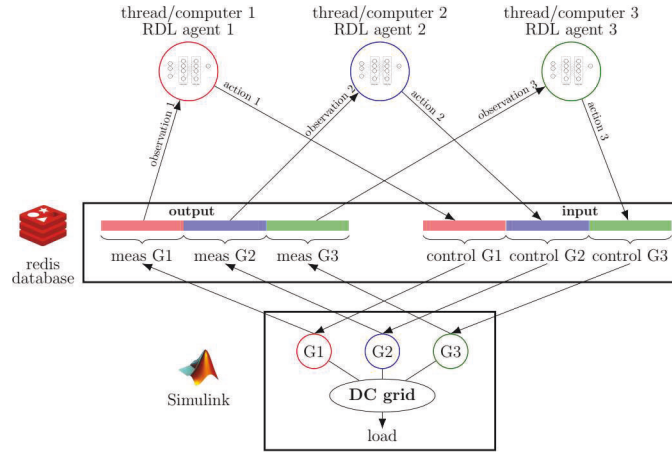 thread/computer 1
RDL agent 1
thread/computer 2
RDL agent 2
thread/computer 3
RDL agent 3
observation 1
action 1
observation 2
action 2
observation 3
action 3
output
input
meas G1
meas G2
meas G3
control G1
control G2
control G3
redis
database
G1
G2
G3
DC grid
load
Simulink